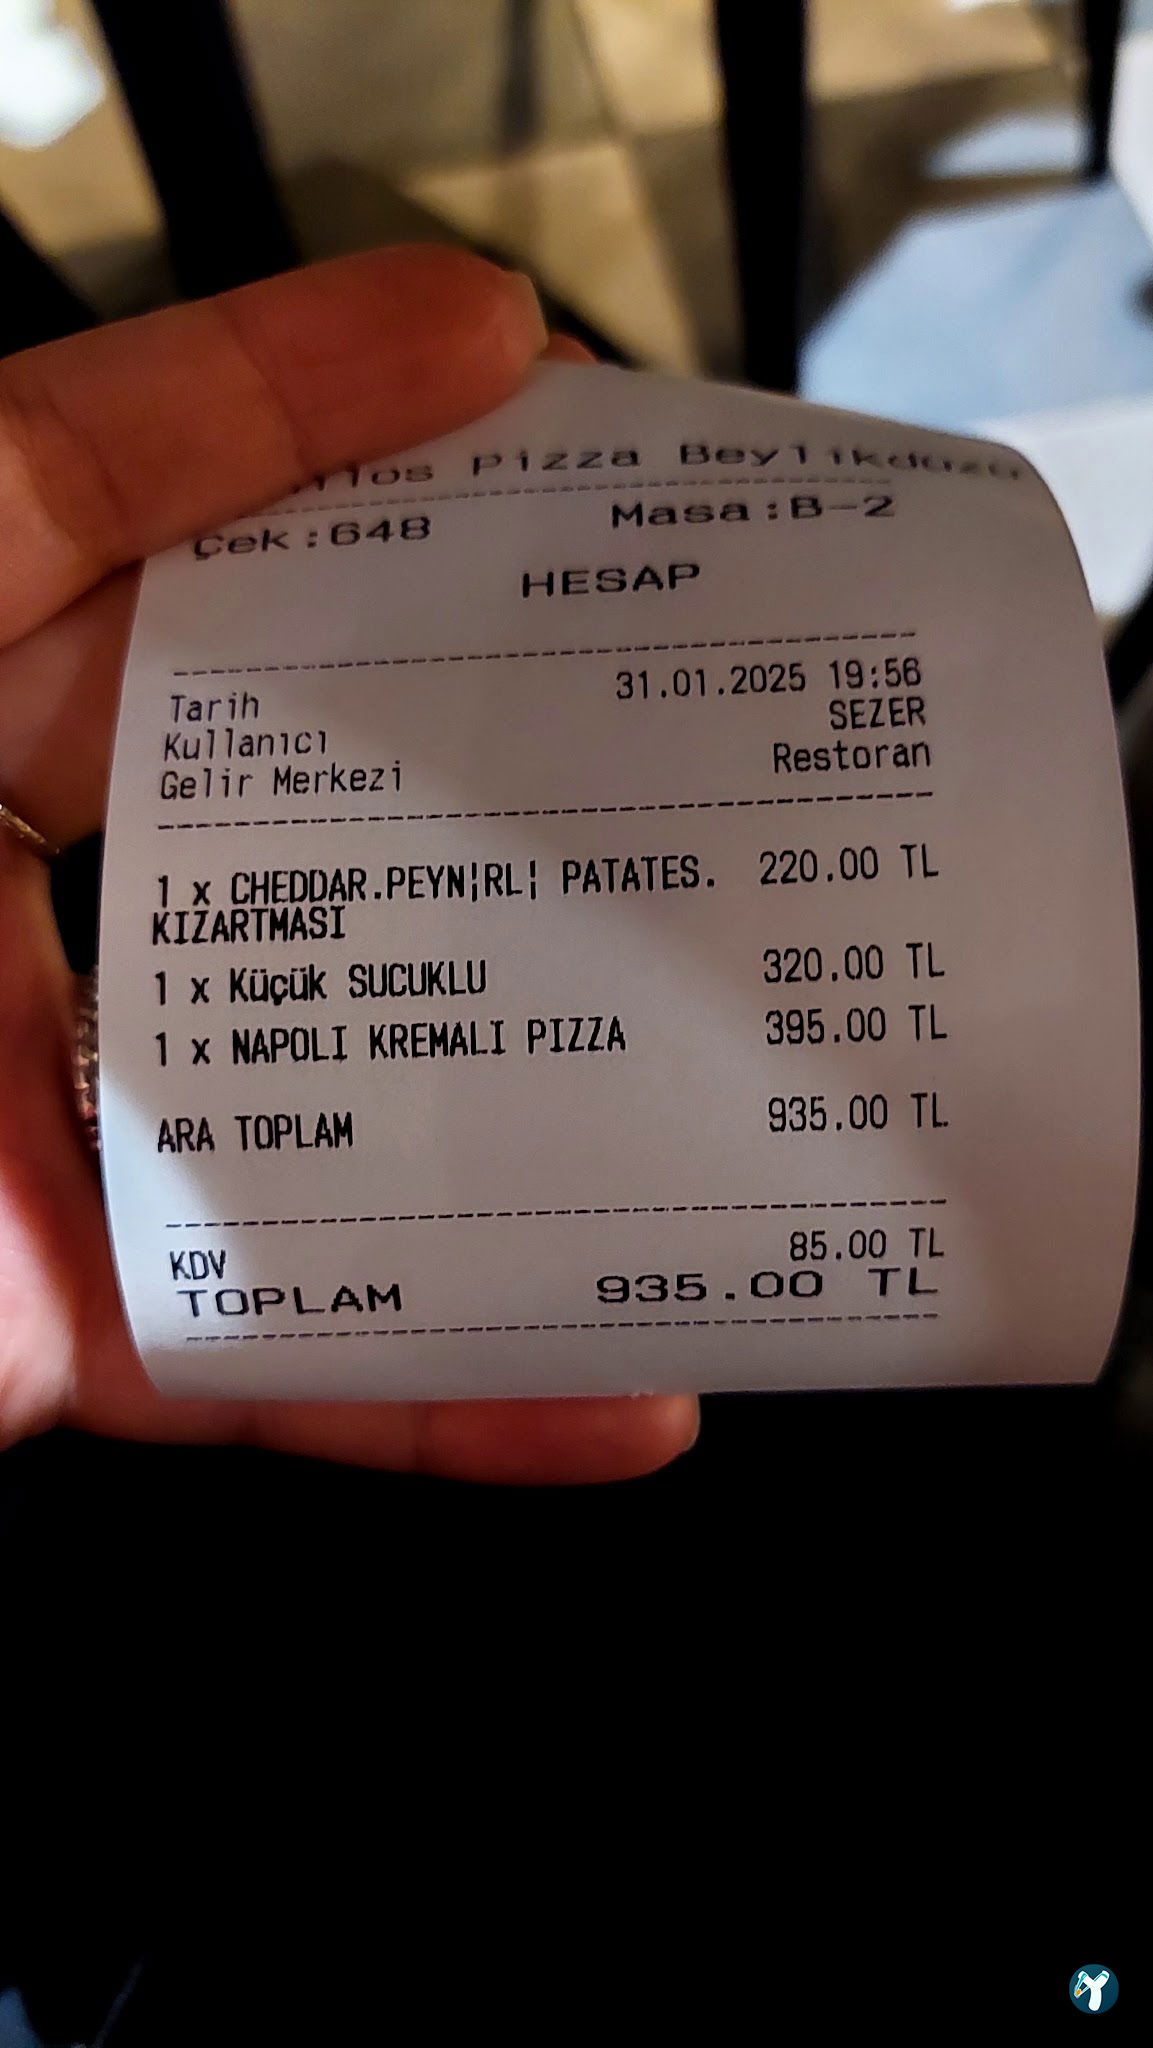 Pizza Beylikdüzü
Çek:648 Masa:B-2
HESAP
Tarih 31.01.2025 19:56
Kullanıcı SEZER
Gelir Merkezi Restoran
1 x CHEDDAR.PEYN¦RL¦ PATATES. 220.00 TL
KIZARTMASI
1 x Küçük SUCUKLU 320.00 TL
1 x NAPOLI KREMALI PIZZA 395.00 TL
ARA TOPLAM 935.00 TL
KDV 85.00 TL
TOPLAM 935.00 TL